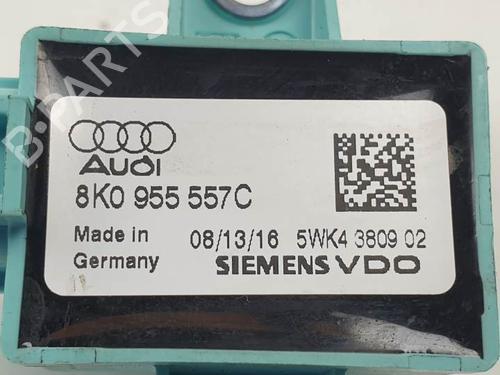 B-PARTS
Audi
8K0 955 557C
Made in Germany
08/13/16 5WK4 3809 02
SIEMENS VDO